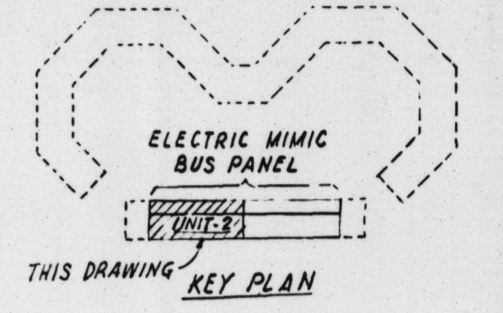 ELECTRIC MIMIC
BUS PANEL
UNIT-2
THIS DRAWING
KEY PLAN